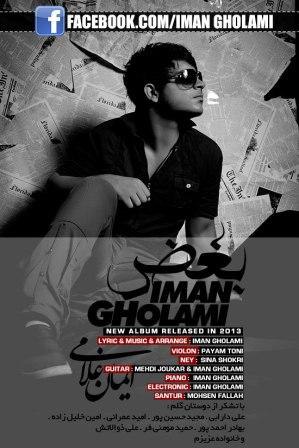 f FACEBOOK.COM/IMAN GHOLAMI
بغض
IMAN
GHOLAMI
NEW ALBUM RELEASED IN 2013
LYRIC & MUSIC & ARRANGE : IMAN GHOLAMI
VIOLON : PAYAM TONI
NEY : SINA SHOKRI
GUITAR : MEHDI JOUKAR & IMAN GHOLAMI
PIANO : IMAN GHOLAMI
ELECTRONIC : IMAN GHOLAMI
SANTUR : MOHSEN FALLAH
ایمان غلامی
با تشکر از دوستان گلم :
علی دارابی . مجید حسین پور . امید عمرانی . امین خلیل زاده .
بهادر احمد پور . حمید مومنی فر . علی ذوالاتش
و خانواده عزیزم